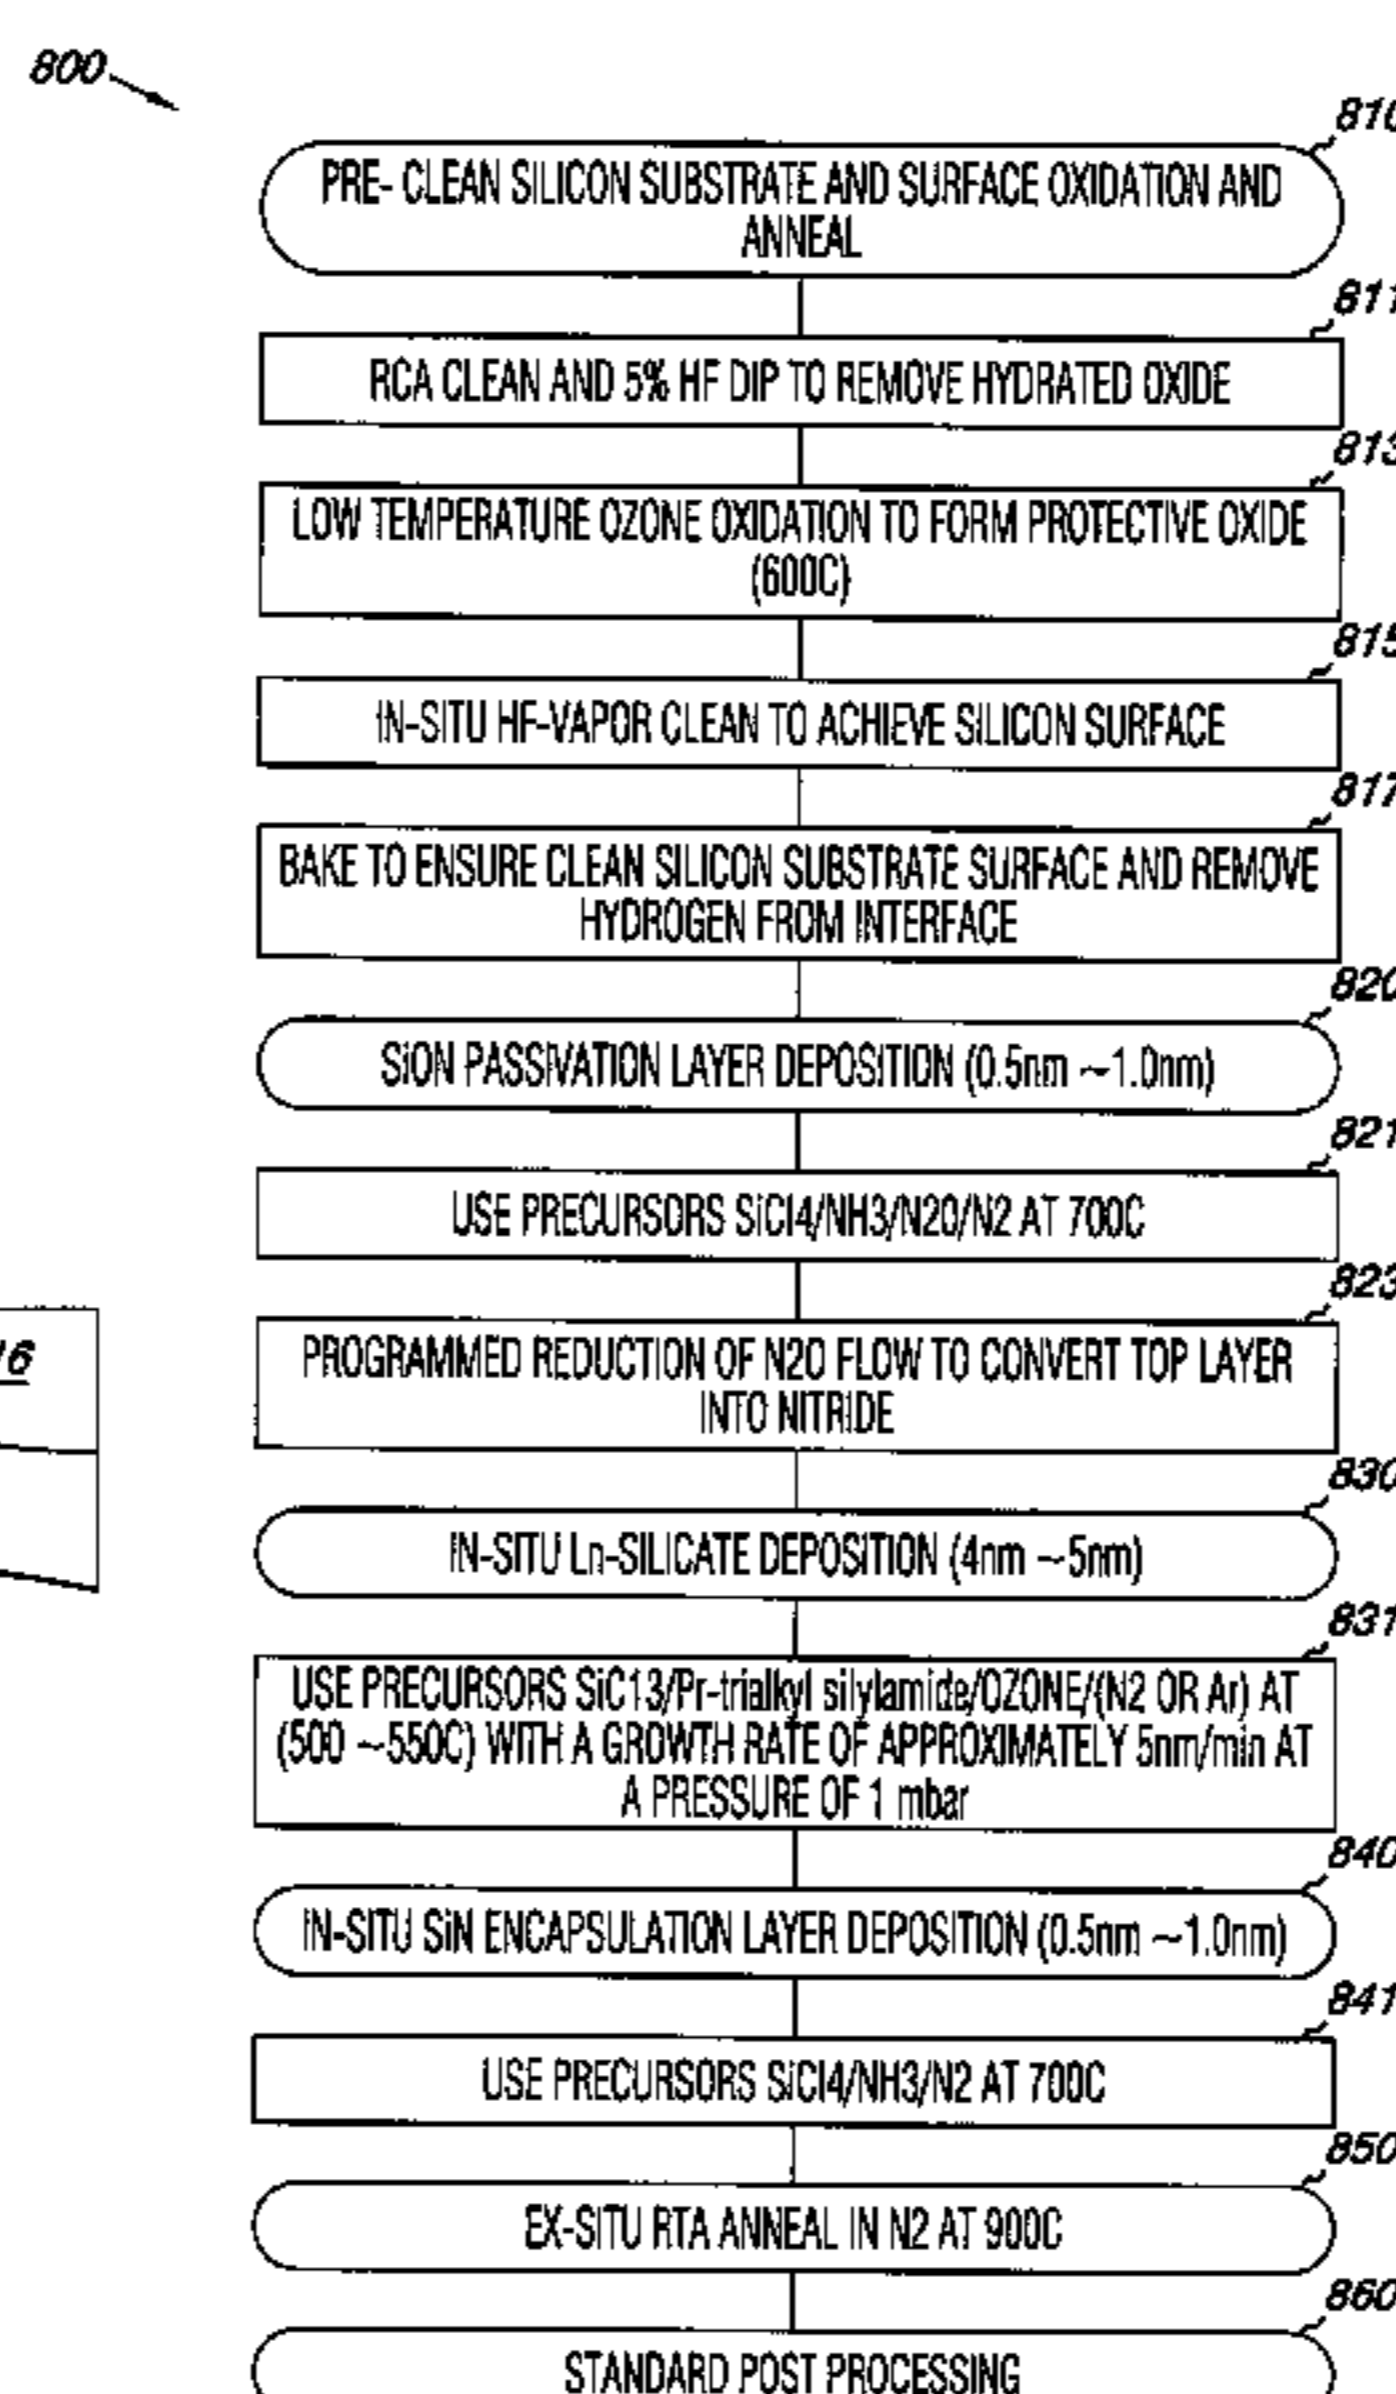 800
810
PRE- CLEAN SILICON SUBSTRATE AND SURFACE OXIDATION AND
ANNEAL
811
RCA CLEAN AND 5% HF DIP TO REMOVE HYDRATED OXIDE
813
LOW TEMPERATURE OZONE OXIDATION TO FORM PROTECTIVE OXIDE
(600C)
815
IN-SITU HF-VAPOR CLEAN TO ACHIEVE SILICON SURFACE
817
BAKE TO ENSURE CLEAN SILICON SUBSTRATE SURFACE AND REMOVE
HYDROGEN FROM INTERFACE
820
SiON PASSIVATION LAYER DEPOSITION (0.5nm ~1.0nm)
821
USE PRECURSORS SiCl4/NH3/N2O/N2 AT 700C
823
PROGRAMMED REDUCTION OF N2O FLOW TO CONVERT TOP LAYER
INTO NITRIDE
16
830
IN-SITU Ln-SILICATE DEPOSITION (4nm ~5nm)
831
USE PRECURSORS SiC13/Pr-trialkyl silylamide/OZONE/(N2 OR Ar) AT
(500 ~550C) WITH A GROWTH RATE OF APPROXIMATELY 5nm/min AT
A PRESSURE OF 1 mbar
840
IN-SITU SiN ENCAPSULATION LAYER DEPOSITION (0.5nm ~1.0nm)
841
USE PRECURSORS SiCl4/NH3/N2 AT 700C
850
EX-SITU RTA ANNEAL IN N2 AT 900C
860
STANDARD POST PROCESSING